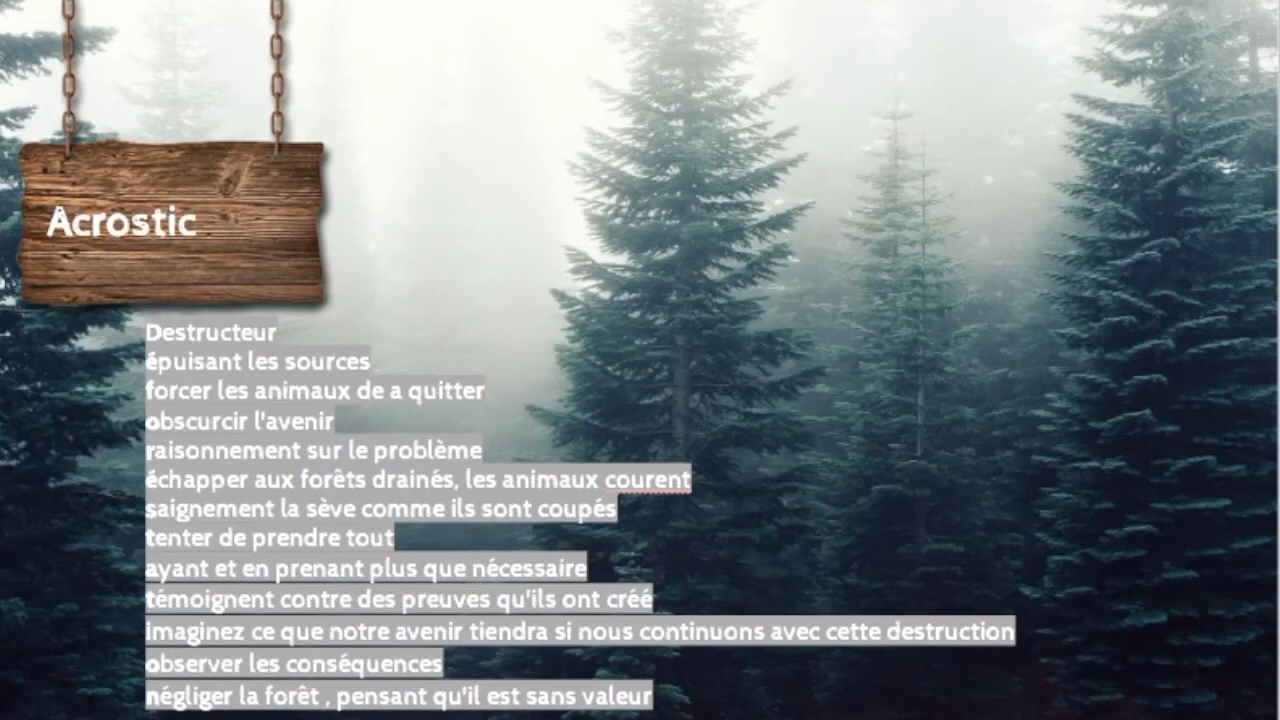 Acrostic
Destructeur
épuisant les sources
forcer les animaux de a quitter
obscurcir l'avenir
raisonnement sur le problème
échapper aux forêts drainés, les animaux courent
saignement la sève comme ils sont coupés
tenter de prendre tout
ayant et en prenant plus que nécessaire
témoignent contre des preuves qu'ils ont créé
imaginez ce que notre avenir tiendra si nous continuons avec cette destruction
observer les conséquences
négliger la forêt , pensant qu'il est sans valeur